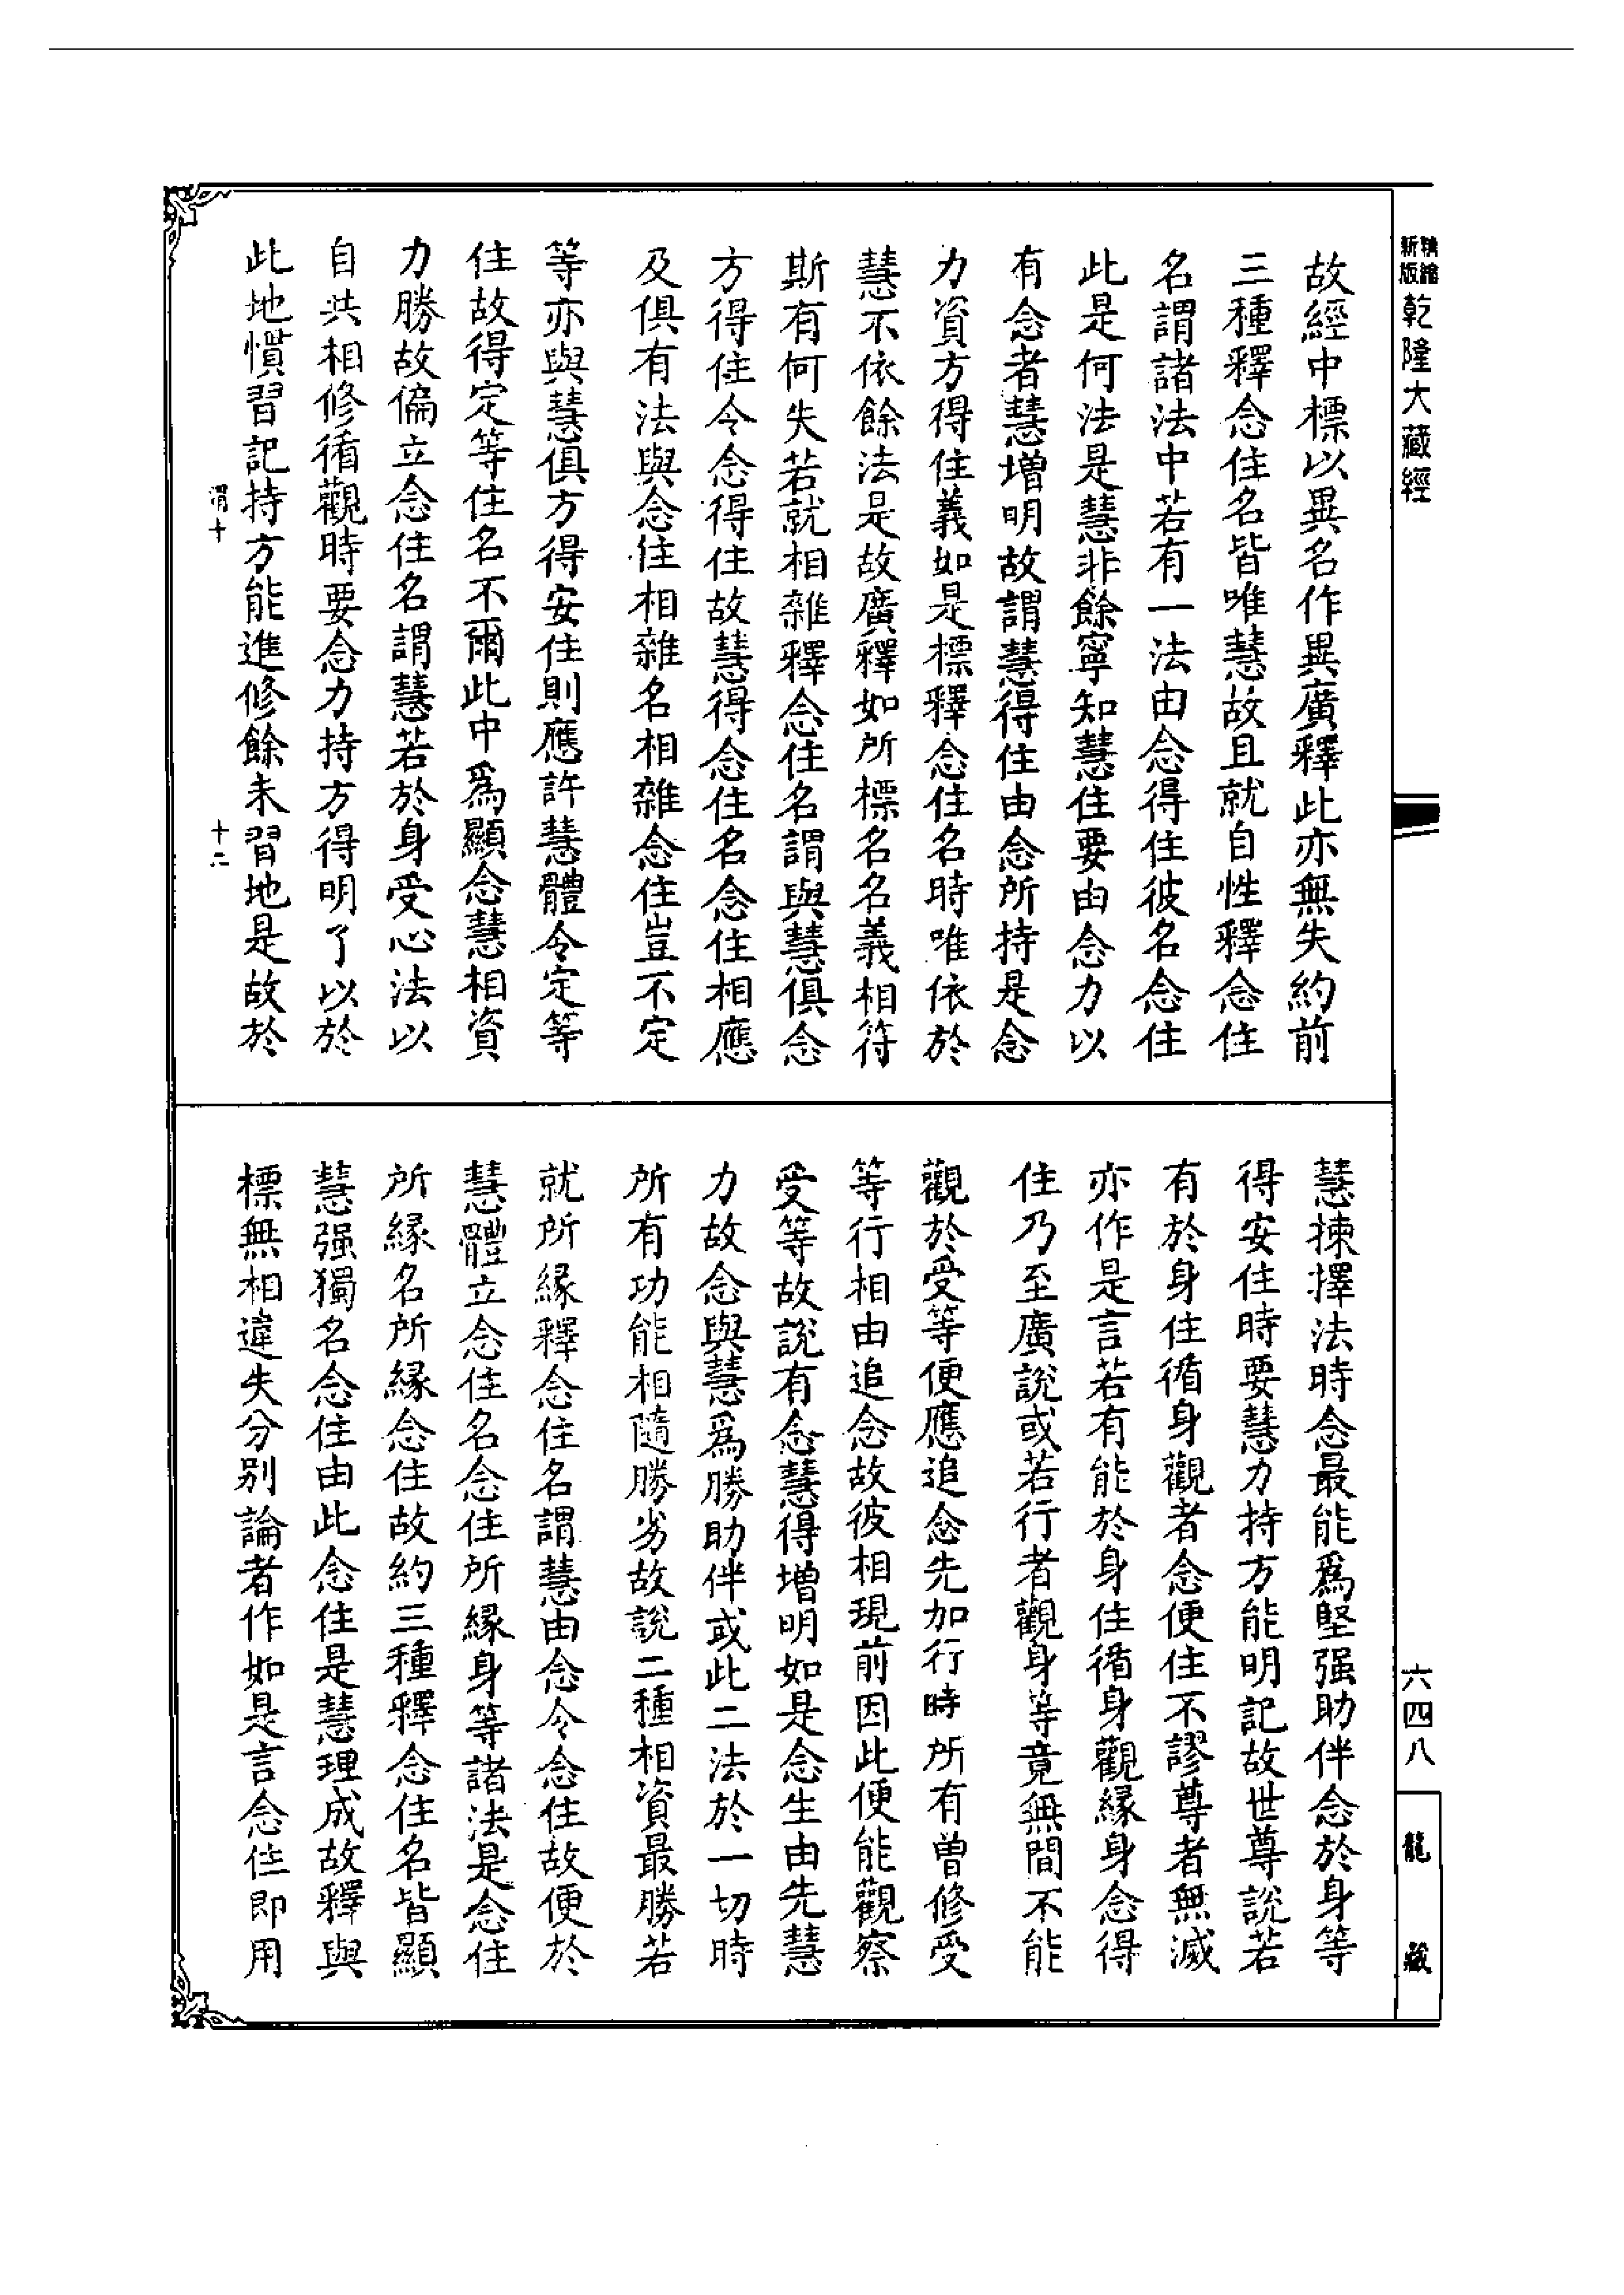 新版精縮乾隆大藏經
故經中標以異名作異廣釋此亦無失約前
三種釋念住名皆唯慧故且就自性釋念住
名謂諸法中若有一法由念得住彼名念住
此是何法是慧非餘寧知慧住要由念力以
有念者慧增明故謂慧得住由念所持是念
力資方得住義如是標釋念住名時唯依於
慧不依餘法是故廣釋如所標名名義相符
斯有何失若就相雜釋念住名謂與慧俱念
方得住令念得住故慧得念住名念住相應
及俱有法與念住相雜名相雜念住豈不定
等亦與慧俱方得安住則應許慧體令定等
住故得定等住名不爾此中爲顯念慧相資
力勝故偏立念住名謂慧若於身受心法以
自共相修循觀時要念力持方得明了以於
此地慣習記持方能進修餘未習地是故於
渭十
十二
慧揀擇法時念最能爲堅强助伴念於身等
得安住時要慧力持方能明記故世尊說若
有於身住循身觀者念便住不謬尊者無滅
亦作是言若有能於身住循身觀緣身念得
住乃至廣說或若行者觀身等竟無間不能
觀於受等便應追念先加行時所有曾修受
等行相由追念故彼相現前因此便能觀察
受等故說有念慧得增明如是念生由先慧
力故念與慧爲勝助伴或此二法於一切時
所有功能相隨勝劣故說二種相資最勝若
就所緣釋念住名謂慧由念令念住故便於
慧體立念住名念住所緣身等諸法是念住
所緣名所緣念住故約三種釋念住名皆顯
慧强獨名念住由此念住是慧理成故釋與
標無相違失分別論者作如是言念住即用
六四八
龍藏